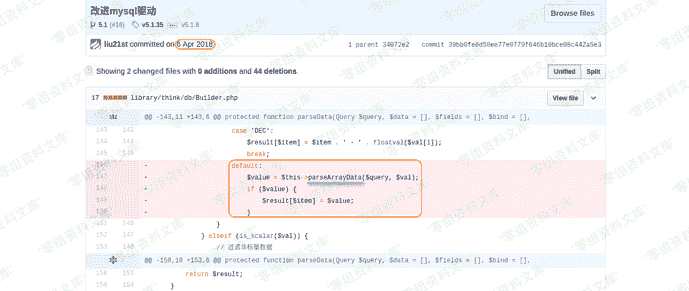 改进mysql驱动
Browse files
5.1 (#16) v5.1.35 ... v5.1.8
liu21st committed on 6 Apr 2018
1 parent 34072e2 commit
Showing 2 changed files with 0 additions and 44 deletions.
Unified Split
17 library/think/db/Builder.php
View file
@@ -143,11 +143,6 @@ protected function parseData(Query $query, $data = [], $fields = [], $bind = [],
143 143 case 'DEC':
144 144 $result[$item] = $item . ' - ' . floatval($val[1]);
145 145 break;
146 - default:
147 - $value = $this->parseArrayData($query, $val);
148 - if ($value) {
149 - $result[$item] = $value;
150 - }
151 146 }
152 147 } elseif (is_scalar($val)) {
153 148 // 过滤非标量数据
@@ -158,18 +152,6 @@ protected function parseData(Query $query, $data = [], $fields = [], $bind = [],
return $result;
}
零组资料文库